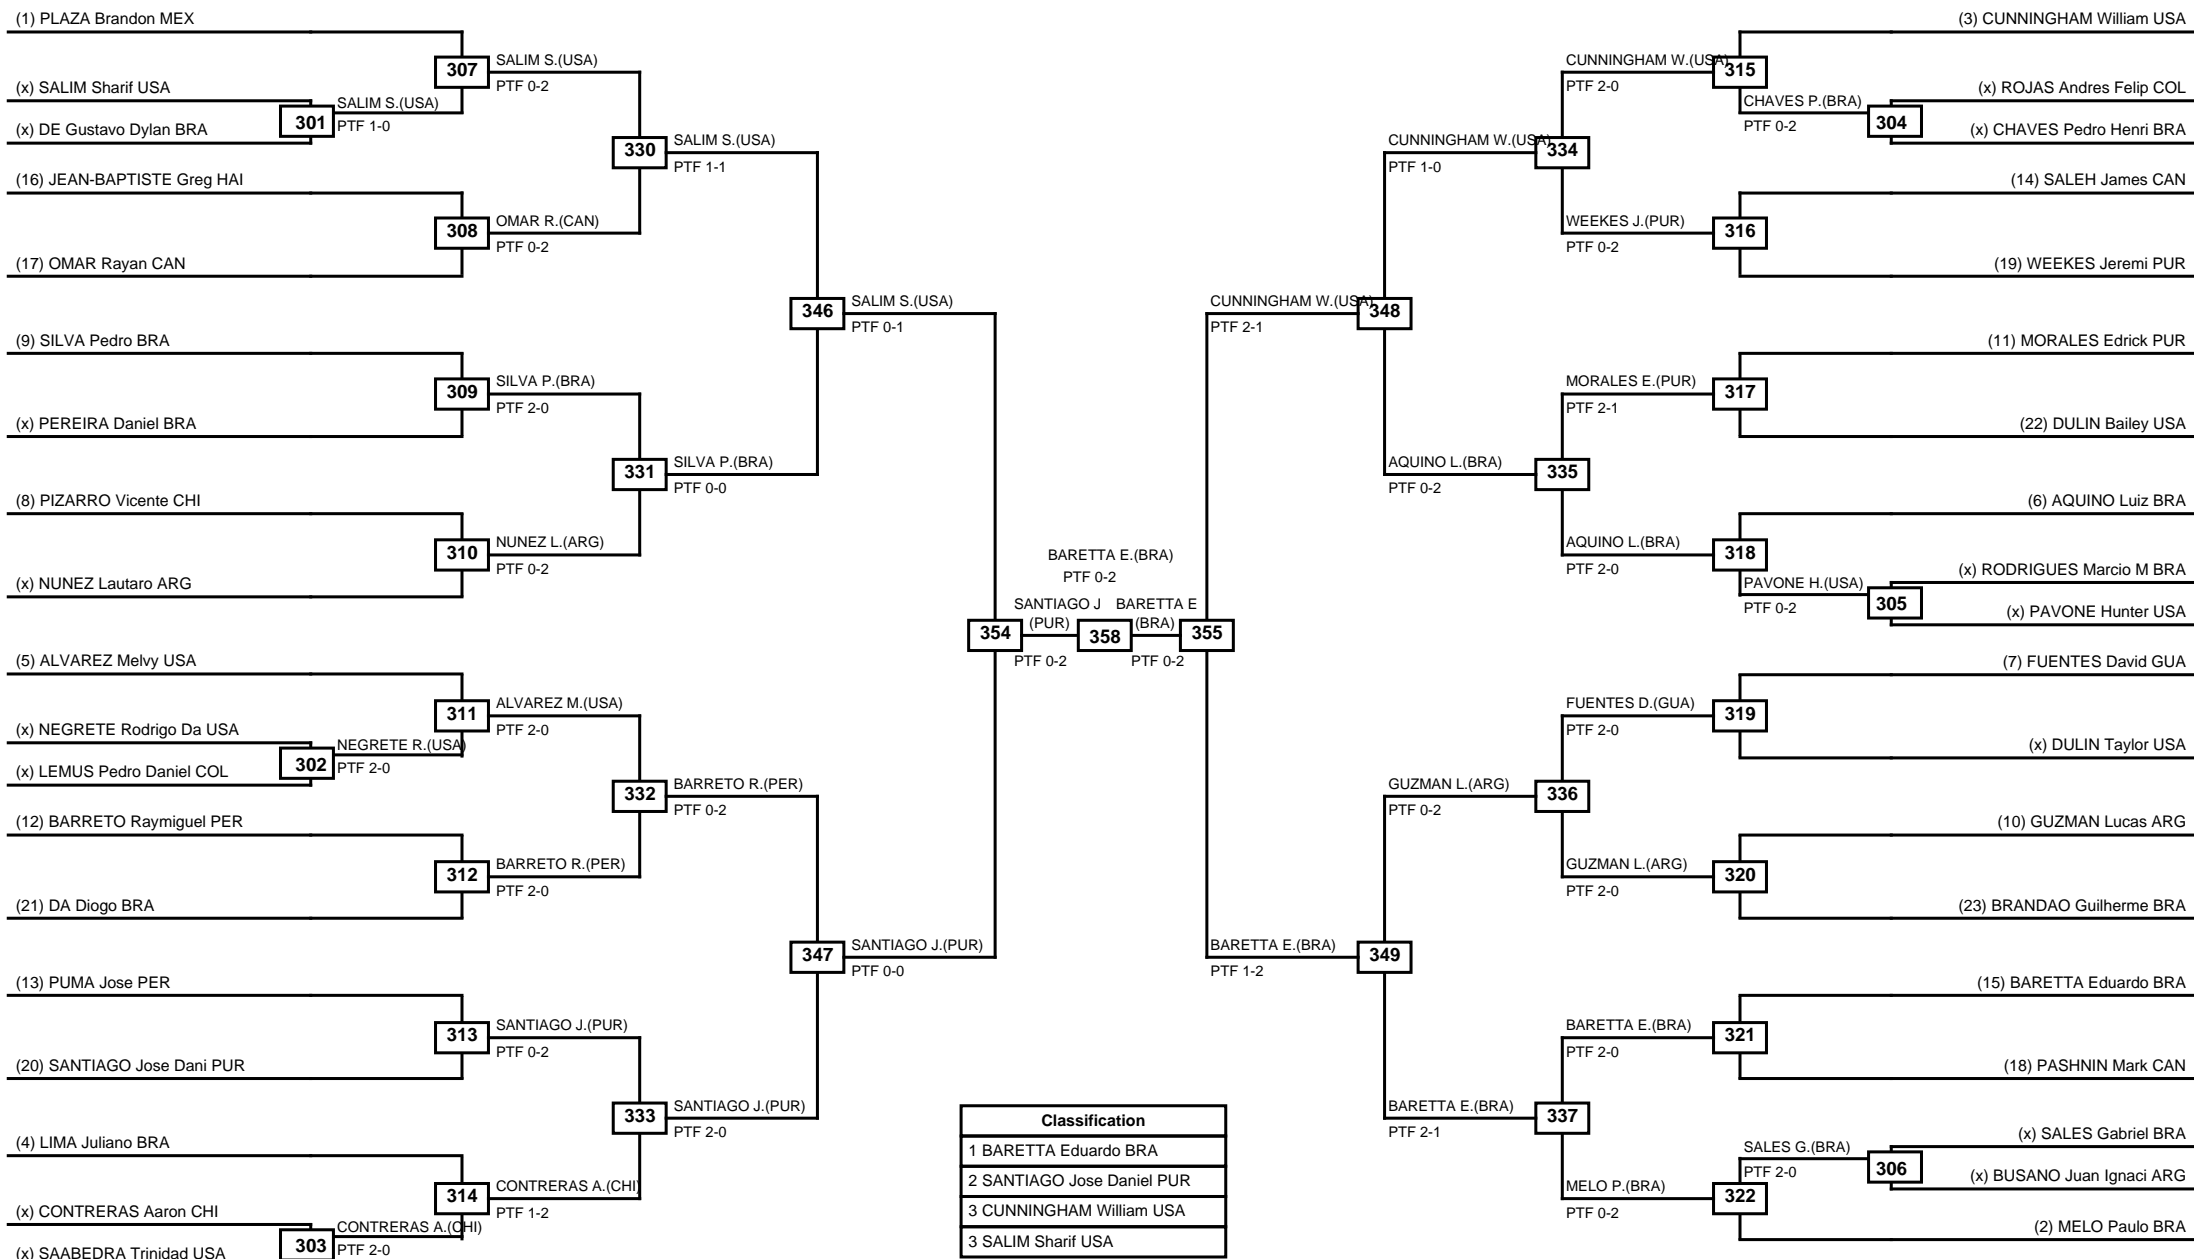 (1) PLAZA Brandon MEX
307
SALIM S.(USA)
PTF 0-2
(x) SALIM Sharif USA
301
SALIM S.(USA)
PTF 1-0
(x) DE Gustavo Dylan BRA
330
SALIM S.(USA)
PTF 1-1
(16) JEAN-BAPTISTE Greg HAI
308
OMAR R.(CAN)
PTF 0-2
(17) OMAR Rayan CAN
346
SALIM S.(USA)
PTF 0-1
(9) SILVA Pedro BRA
309
SILVA P.(BRA)
PTF 2-0
(x) PEREIRA Daniel BRA
331
SILVA P.(BRA)
PTF 0-0
(8) PIZARRO Vicente CHI
310
NUNEZ L.(ARG)
PTF 0-2
(x) NUNEZ Lautaro ARG
(5) ALVAREZ Melvy USA
311
ALVAREZ M.(USA)
PTF 2-0
(x) NEGRETE Rodrigo Da USA
302
NEGRETE R.(USA)
PTF 2-0
(x) LEMUS Pedro Daniel COL
332
BARRETO R.(PER)
PTF 0-2
(12) BARRETO Raymiguel PER
312
BARRETO R.(PER)
PTF 2-0
(21) DA Diogo BRA
347
SANTIAGO J.(PUR)
PTF 0-0
(13) PUMA Jose PER
313
SANTIAGO J.(PUR)
PTF 0-2
(20) SANTIAGO Jose Dani PUR
333
SANTIAGO J.(PUR)
PTF 2-0
(4) LIMA Juliano BRA
314
CONTRERAS A.(CHI)
PTF 1-2
(x) CONTRERAS Aaron CHI
303
CONTRERAS A.(CHI)
PTF 2-0
(x) SAABEDRA Trinidad USA
BARETTA E.(BRA)
PTF 0-2
354
SANTIAGO J
(PUR)
PTF 0-2
358
BARETTA E
(BRA)
PTF 0-2
355
(3) CUNNINGHAM William USA
CUNNINGHAM W.(USA)
315
PTF 2-0
(x) ROJAS Andres Felip COL
CHAVES P.(BRA)
304
PTF 0-2
(x) CHAVES Pedro Henri BRA
CUNNINGHAM W.(USA)
334
PTF 1-0
(14) SALEH James CAN
WEEKES J.(PUR)
316
PTF 0-2
(19) WEEKES Jeremi PUR
CUNNINGHAM W.(USA)
348
PTF 2-1
(11) MORALES Edrick PUR
MORALES E.(PUR)
317
PTF 2-1
(22) DULIN Bailey USA
AQUINO L.(BRA)
335
PTF 0-2
(6) AQUINO Luiz BRA
AQUINO L.(BRA)
318
PTF 2-0
(x) RODRIGUES Marcio M BRA
PAVONE H.(USA)
305
PTF 0-2
(x) PAVONE Hunter USA
(7) FUENTES David GUA
FUENTES D.(GUA)
319
PTF 2-0
(x) DULIN Taylor USA
GUZMAN L.(ARG)
336
PTF 0-2
(10) GUZMAN Lucas ARG
GUZMAN L.(ARG)
320
PTF 2-0
(23) BRANDAO Guilherme BRA
BARETTA E.(BRA)
349
PTF 1-2
(15) BARETTA Eduardo BRA
BARETTA E.(BRA)
321
PTF 2-0
(18) PASHNIN Mark CAN
BARETTA E.(BRA)
337
PTF 2-1
(x) SALES Gabriel BRA
SALES G.(BRA)
306
PTF 2-0
(x) BUSANO Juan Ignaci ARG
MELO P.(BRA)
322
PTF 0-2
(2) MELO Paulo BRA
Classification
1 BARETTA Eduardo BRA
2 SANTIAGO Jose Daniel PUR
3 CUNNINGHAM William USA
3 SALIM Sharif USA